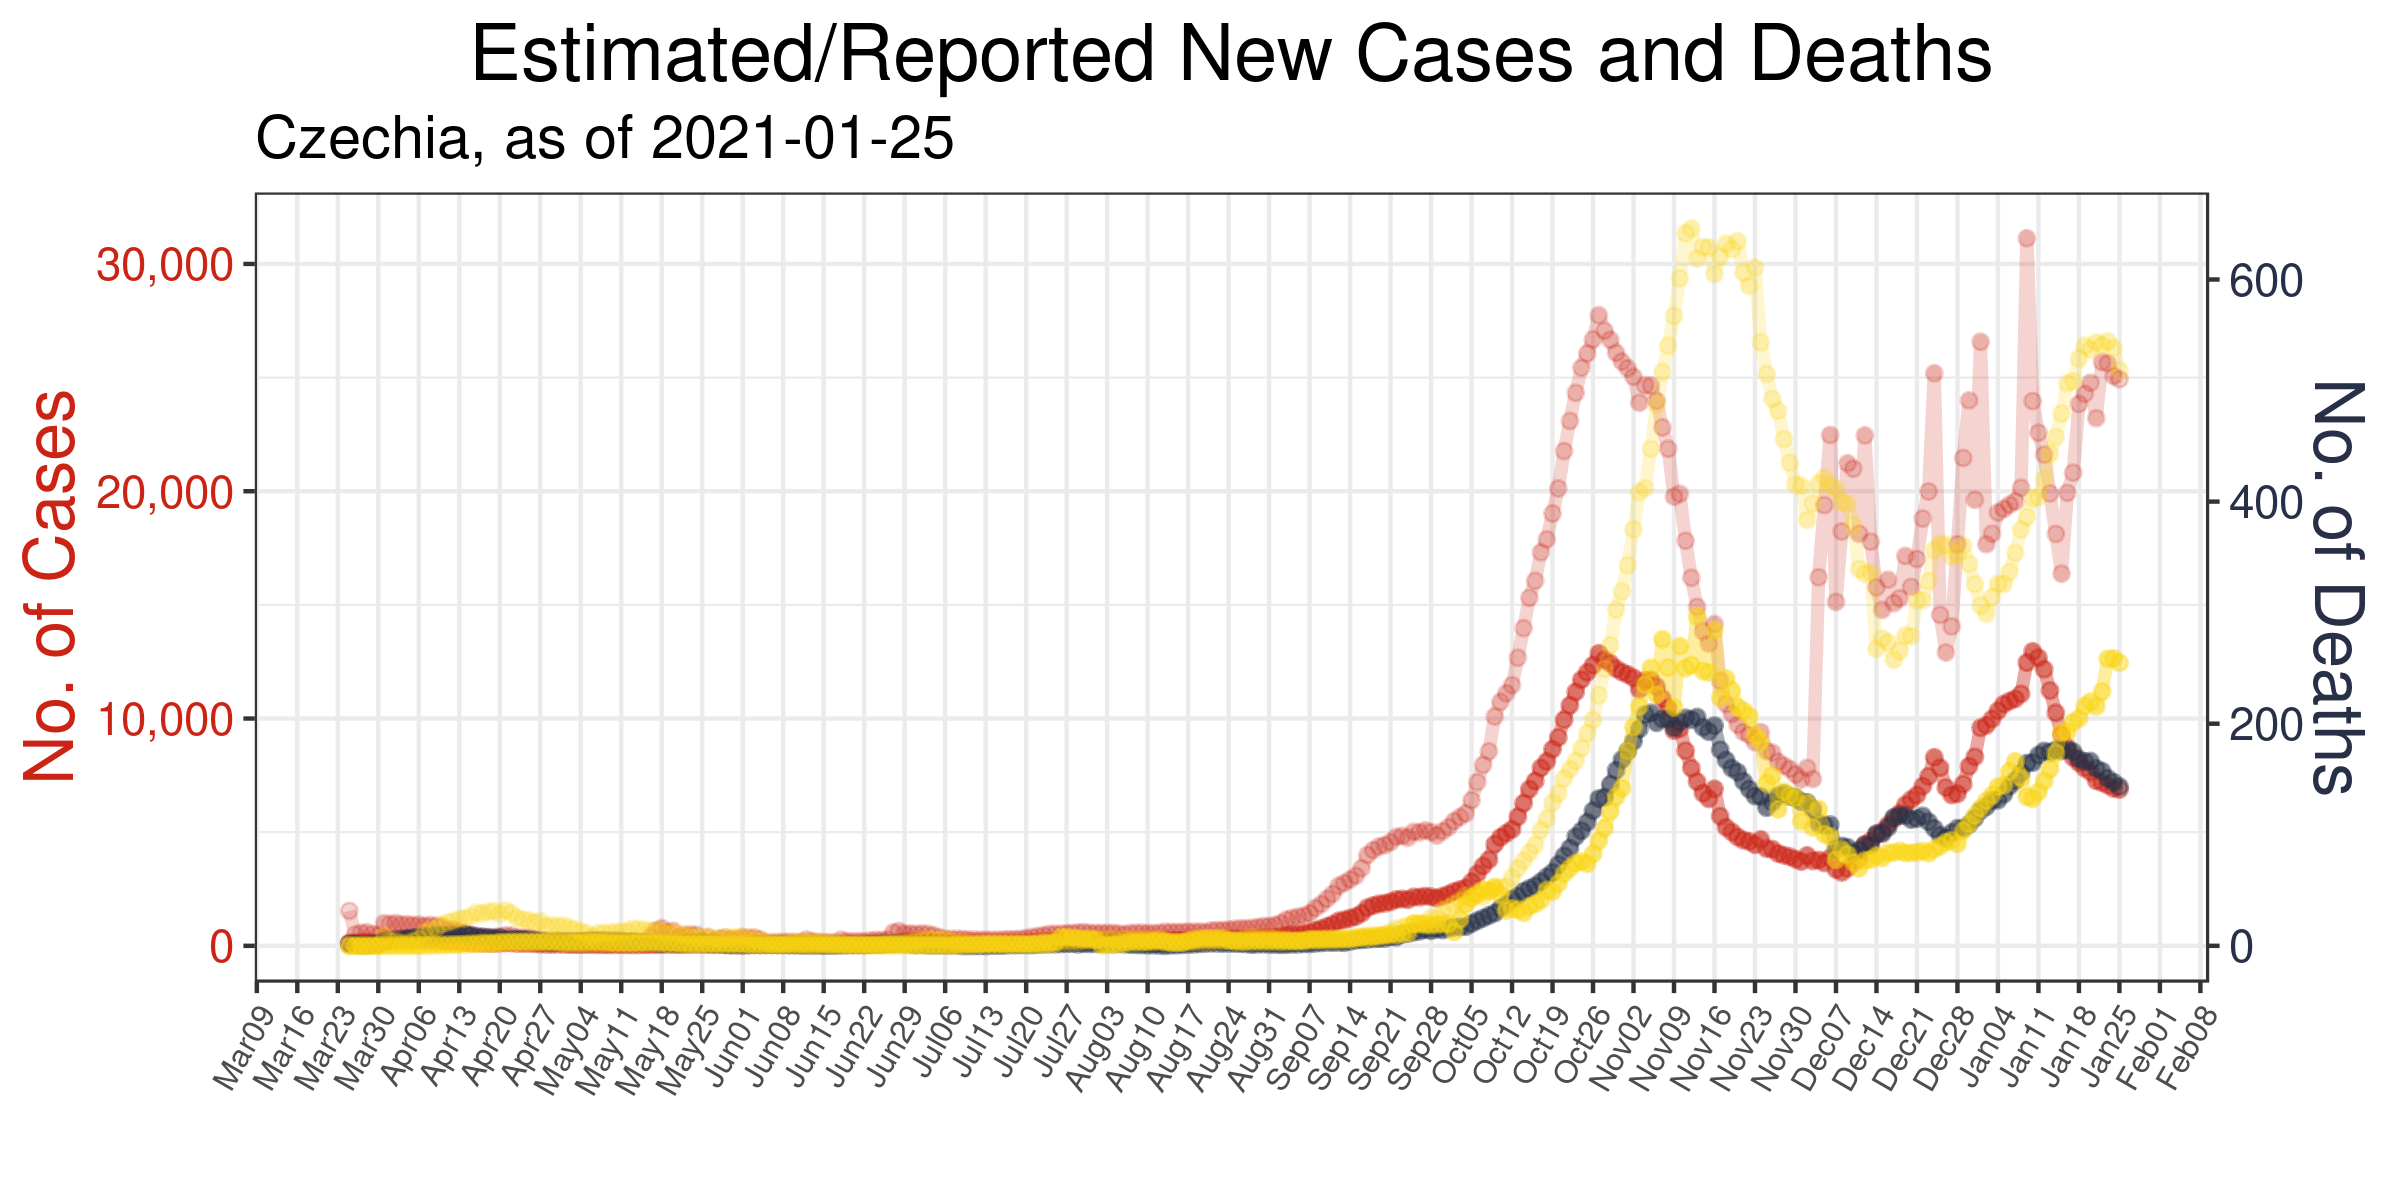 Estimated/Reported New Cases and Deaths
Czechia, as of 2021-01-25
No. of Cases
30,000
20,000
10,000
0
No. of Deaths
600
400
200
0
Mar09
Mar16
Mar23
Mar30
Apr06
Apr13
Apr20
Apr27
May04
May11
May18
May25
Jun01
Jun08
Jun15
Jun22
Jun29
Jul06
Jul13
Jul20
Jul27
Aug03
Aug10
Aug17
Aug24
Aug31
Sep07
Sep14
Sep21
Sep28
Oct05
Oct12
Oct19
Oct26
Nov02
Nov09
Nov16
Nov23
Nov30
Dec07
Dec14
Dec21
Dec28
Jan04
Jan11
Jan18
Jan25
Feb01
Feb08